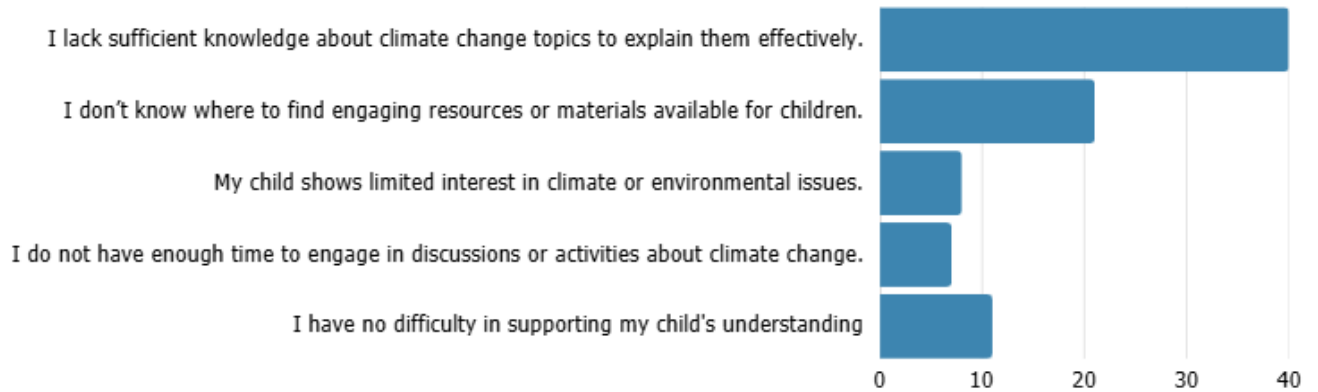 I lack sufficient knowledge about climate change topics to explain them effectively.
I don’t know where to find engaging resources or materials available for children.
My child shows limited interest in climate or environmental issues.
I do not have enough time to engage in discussions or activities about climate change.
I have no difficulty in supporting my child's understanding
0 10 20 30 40